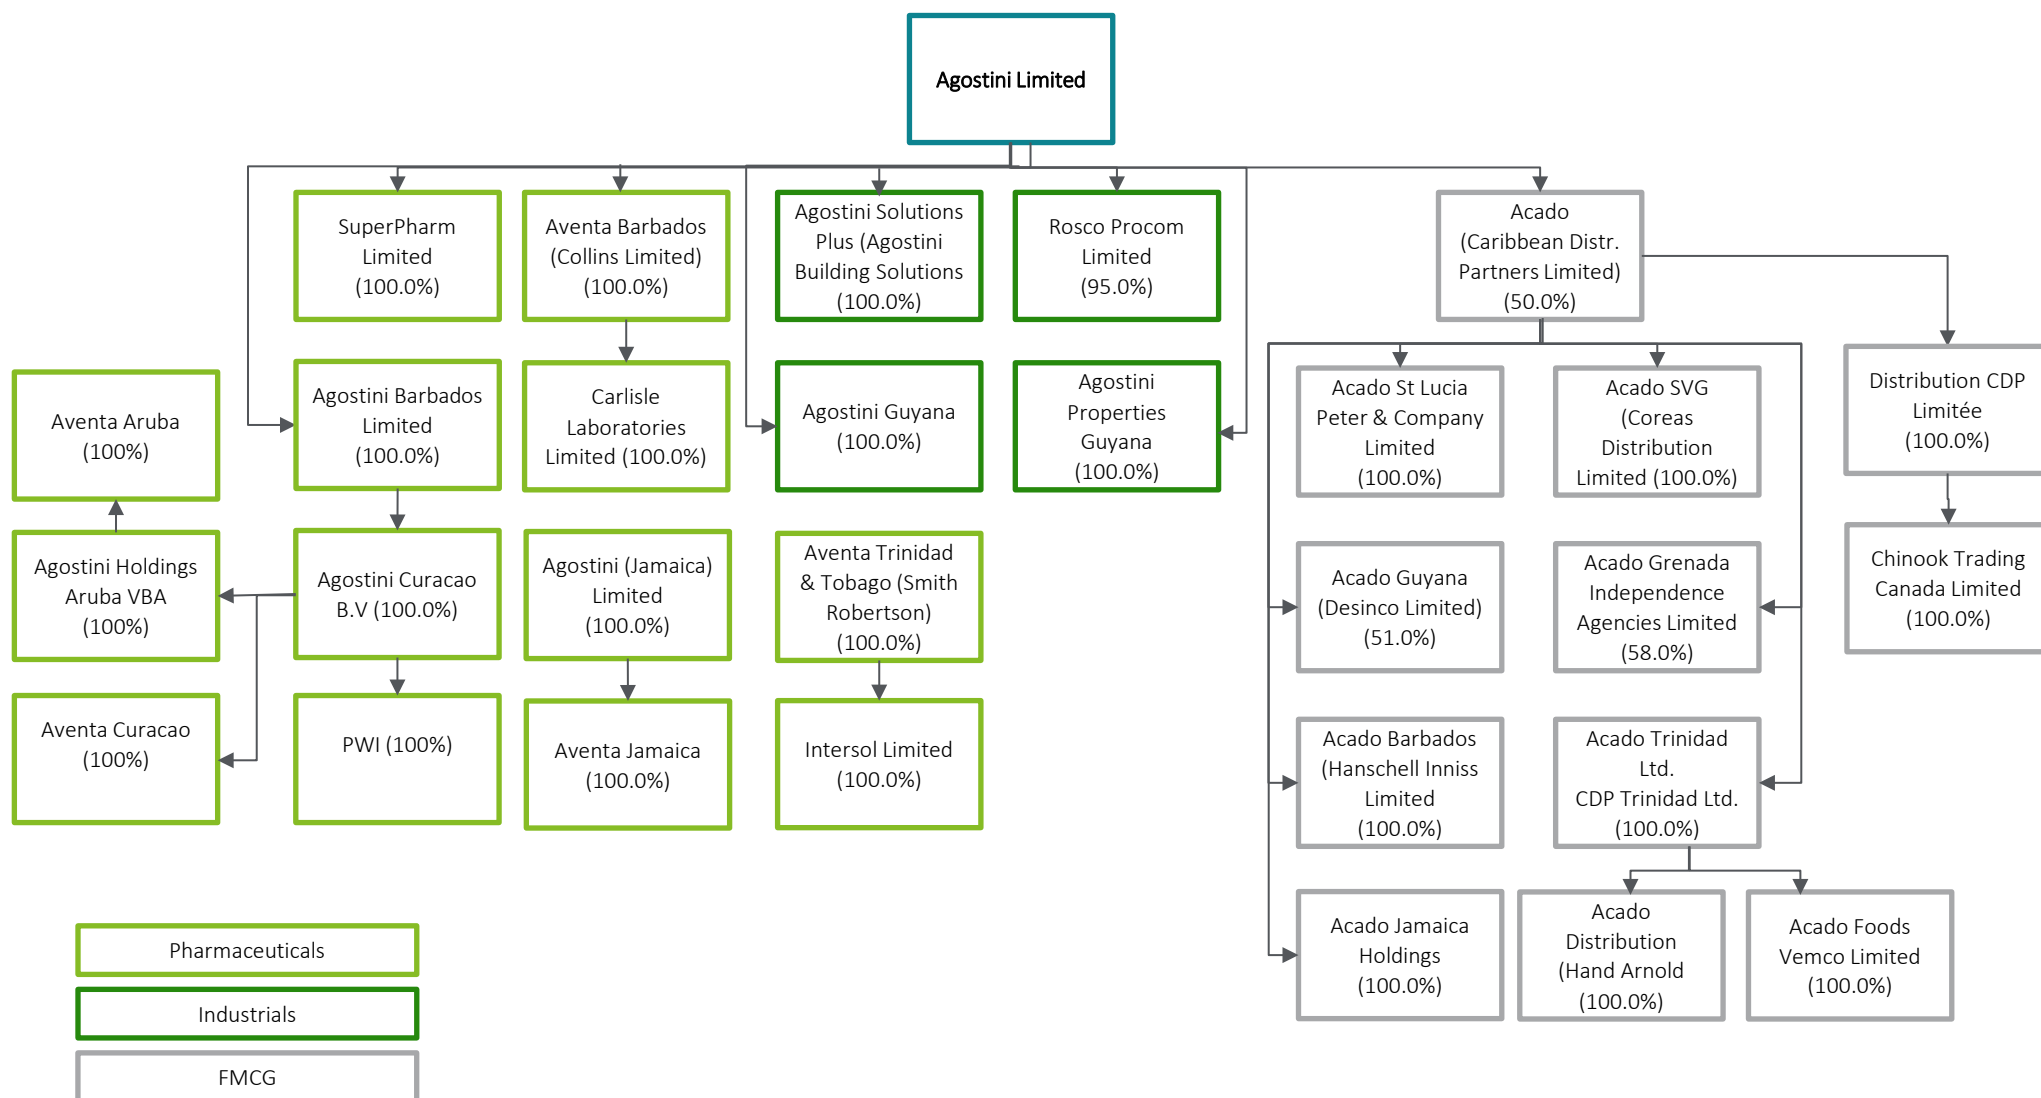 Agostini Limited
SuperPharm
Limited
(100.0%)
Aventa Barbados
(Collins Limited)
(100.0%)
Agostini Solutions
Plus (Agostini
Building Solutions
(100.0%)
Rosco Procom
Limited
(95.0%)
Acado
(Caribbean Distr.
Partners Limited)
(50.0%)
Aventa Aruba
(100%)
Agostini Barbados
Limited
(100.0%)
Carlisle
Laboratories
Limited (100.0%)
Agostini Guyana
(100.0%)
Agostini
Properties
Guyana
(100.0%)
Acado St Lucia
Peter & Company
Limited
(100.0%)
Acado SVG
(Coreas
Distribution
Limited (100.0%)
Distribution CDP
Limitée
(100.0%)
Agostini Holdings
Aruba VBA
(100%)
Agostini Curacao
B.V (100.0%)
Agostini (Jamaica)
Limited
(100.0%)
Aventa Trinidad
& Tobago (Smith
Robertson)
(100.0%)
Acado Guyana
(Desinco Limited)
(51.0%)
Acado Grenada
Independence
Agencies Limited
(58.0%)
Chinook Trading
Canada Limited
(100.0%)
Aventa Curacao
(100%)
PWI (100%)
Aventa Jamaica
(100.0%)
Intersol Limited
(100.0%)
Acado Barbados
(Hanschell Inniss
Limited
(100.0%)
Acado Trinidad
Ltd.
CDP Trinidad Ltd.
(100.0%)
Acado Jamaica
Holdings
(100.0%)
Acado
Distribution
(Hand Arnold
(100.0%)
Acado Foods
Vemco Limited
(100.0%)
Pharmaceuticals
Industrials
FMCG